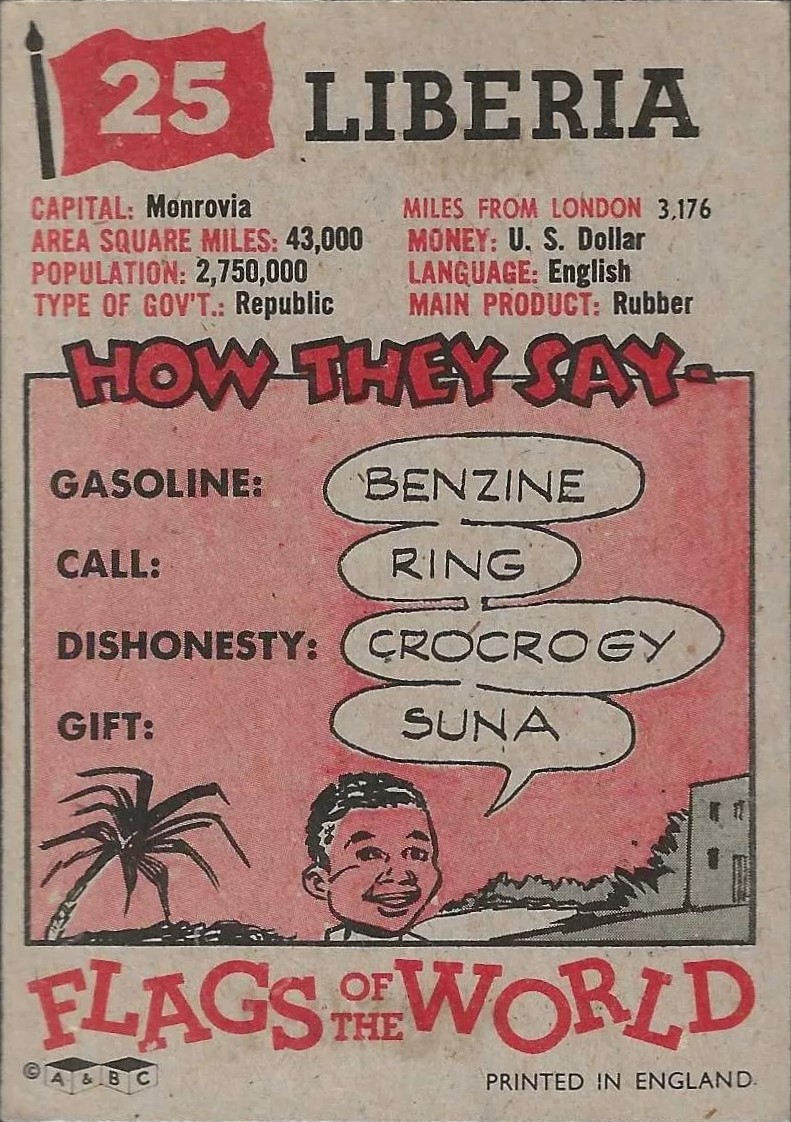 25 LIBERIA
CAPITAL: Monrovia
AREA SQUARE MILES: 43,000
POPULATION: 2,750,000
TYPE OF GOV'T.: Republic
MILES FROM LONDON 3,176
MONEY: U. S. Dollar
LANGUAGE: English
MAIN PRODUCT: Rubber
HOW THEY SAY-
GASOLINE: BENZINE
CALL: RING
DISHONESTY: CROCROGY
GIFT: SUNA
FLAGS OF THE WORLD
© A & B C
PRINTED IN ENGLAND.